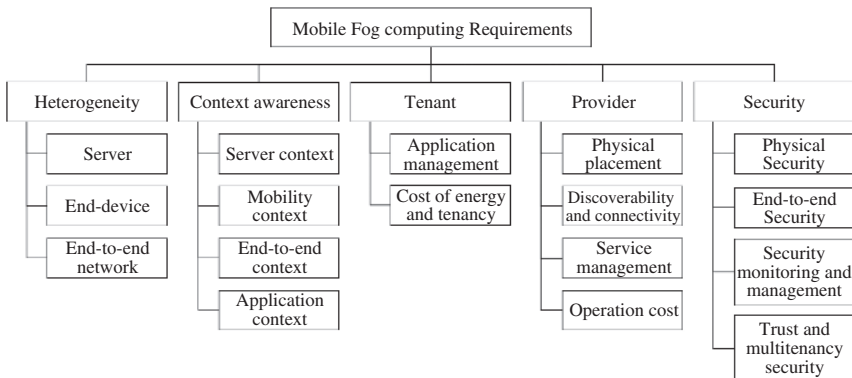 Mobile Fog computing Requirements
Heterogeneity
Server
End-device
End-to-end
network
Context awareness
Server context
Mobility
context
End-to-end
context
Application
context
Tenant
Application
management
Cost of energy
and tenancy
Provider
Physical
placement
Discoverability
and connectivity
Service
management
Operation cost
Security
Physical
Security
End-to-end
Security
Security
monitoring and
management
Trust and
multitenancy
security